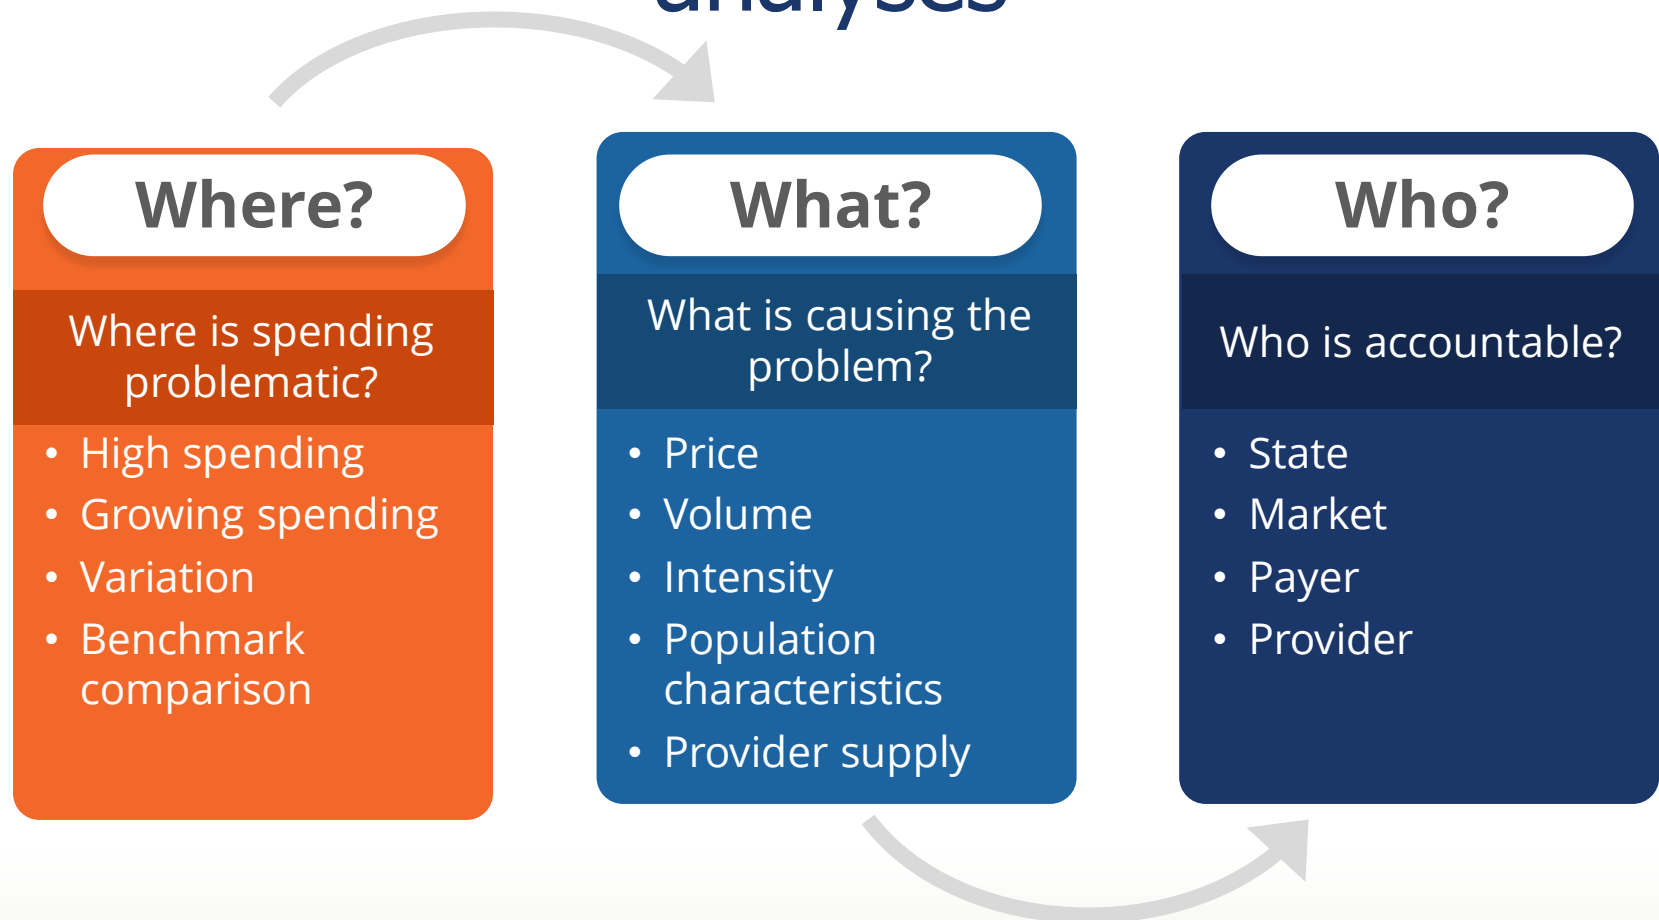 analyses
Where?
Where is spending
problematic?
• High spending
• Growing spending
• Variation
• Benchmark
comparison
What?
What is causing the
problem?
• Price
• Volume
• Intensity
• Population
characteristics
• Provider supply
Who?
Who is accountable?
• State
• Market
• Payer
• Provider